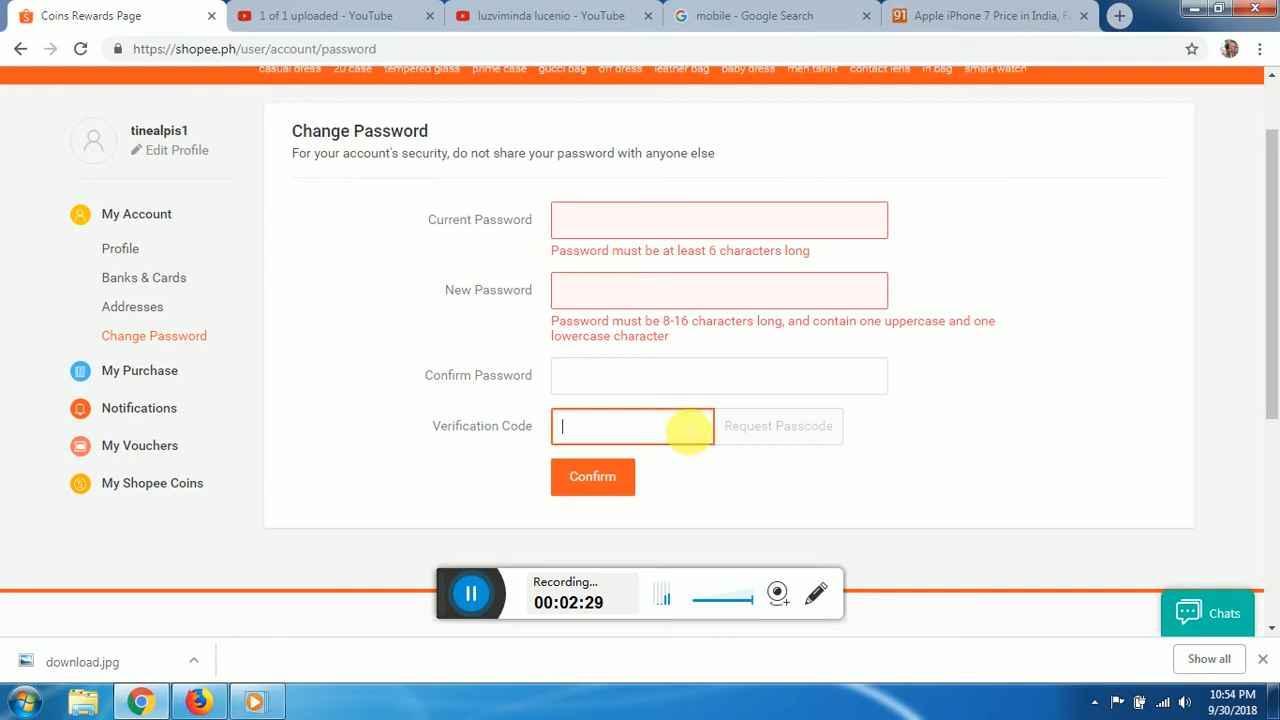 Coins Rewards Page
1 of 1 uploaded - YouTube
luzviminda lucenio - YouTube
mobile - Google Search
91
Apple iPhone 7 Price in India, Fu
https://shopee.ph/user/account/password
casual dress 20 case tempered glass prime case gucci bag off dress leather bag baby dress men tshirt contact lens in bag smart watch
tinealpis1
Edit Profile
My Account
Profile
Banks & Cards
Addresses
Change Password
My Purchase
Notifications
My Vouchers
My Shopee Coins
Change Password
For your account's security, do not share your password with anyone else
Current Password
Password must be at least 6 characters long
New Password
Password must be 8-16 characters long, and contain one uppercase and one
lowercase character
Confirm Password
Verification Code
Request Passcode
Confirm
Recording...
00:02:29
Chats
download.jpg
Show all
10:54 PM
9/30/2018